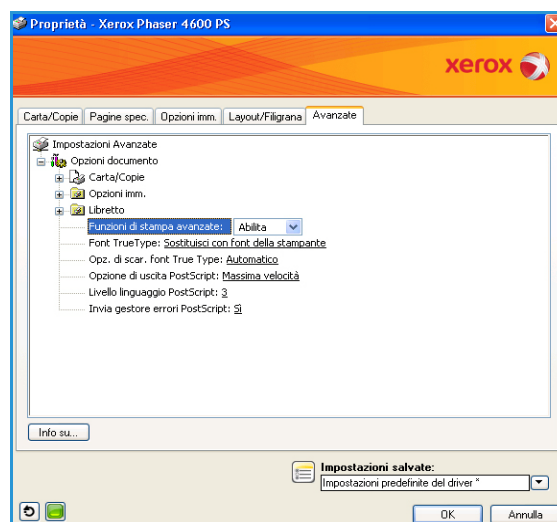 Proprietà - Xerox Phaser 4600 PS
xerox
Carta/Copie Pagine spec. Opzioni imm. Layout/Filigrana Avanzate
Impostazioni Avanzate
Opzioni documento
Carta/Copie
Opzioni imm.
Libretto
Funzioni di stampa avanzate: Abilita
Font TrueType: Sostituisci con font della stampante
Opz. di scar. font True Type: Automatico
Opzione di uscita PostScript: Massima velocità
Livello linguaggio PostScript: 3
Invia gestore errori PostScript: Sì
Info su...
Impostazioni salvate:
Impostazioni predefinite del driver *
OK Annulla